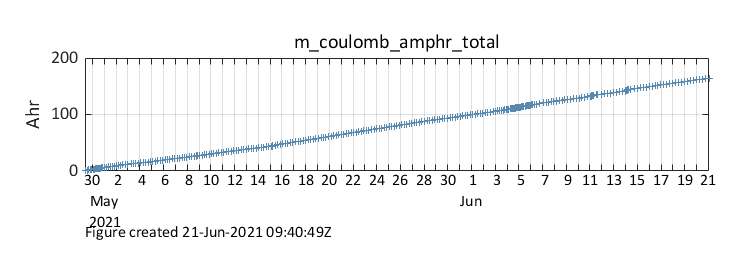 m_coulomb_amphr_total
Ahr
200
100
0
30 2 4 6 8 10 12 14 16 18 20 22 24 26 28 30 1 3 5 7 9 11 13 15 17 19 21
May Jun
2021
Figure created 21-Jun-2021 09:40:49Z